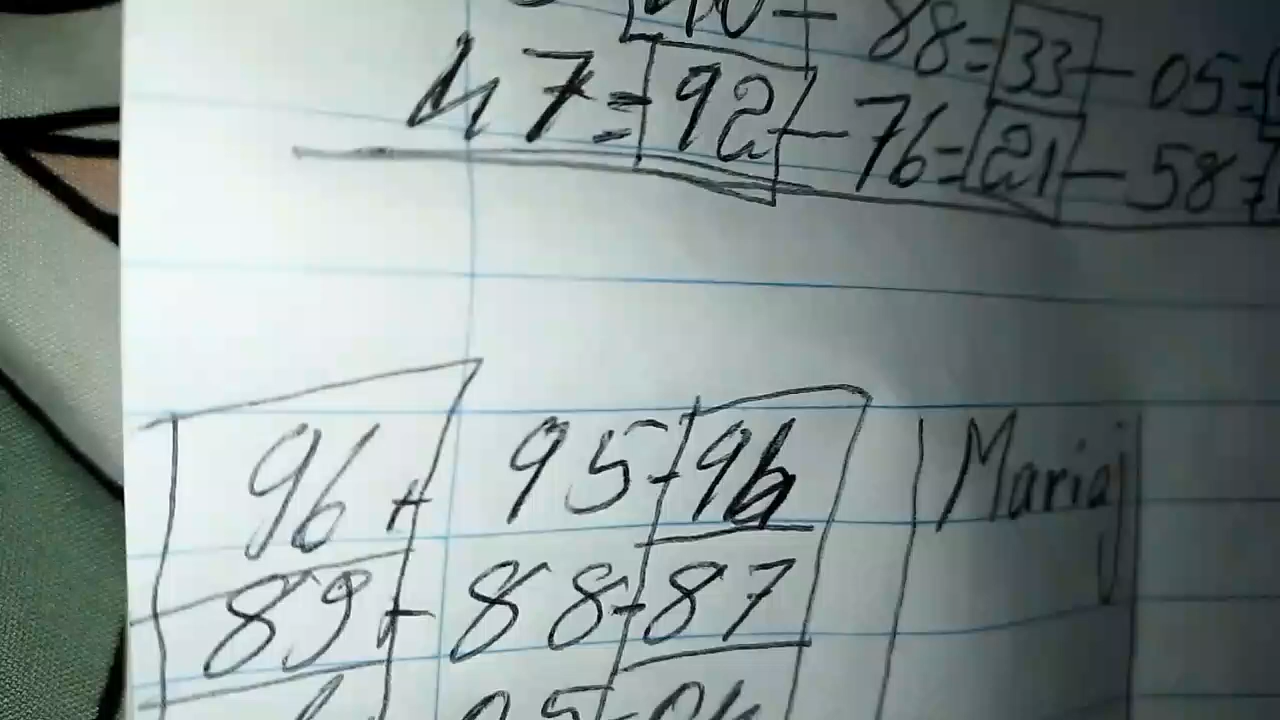 88=33-05=
47=92-76=21-58=
96+ 95-96 Mariaj
89+ 88-87